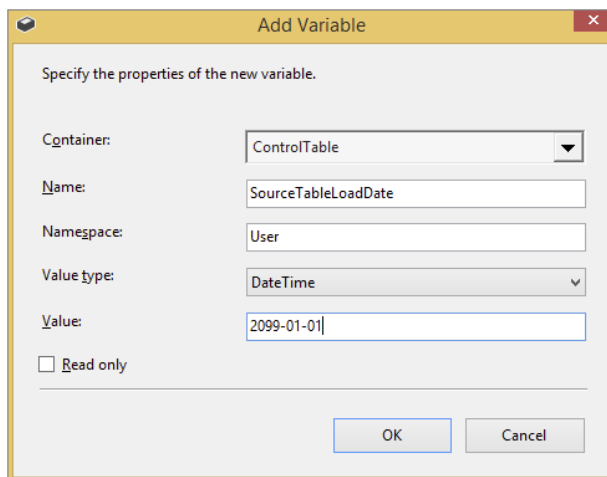 Add Variable
Specify the properties of the new variable.
Container: ControlTable
Name: SourceTableLoadDate
Namespace: User
Value type: DateTime
Value: 2099-01-01
Read only
OK Cancel